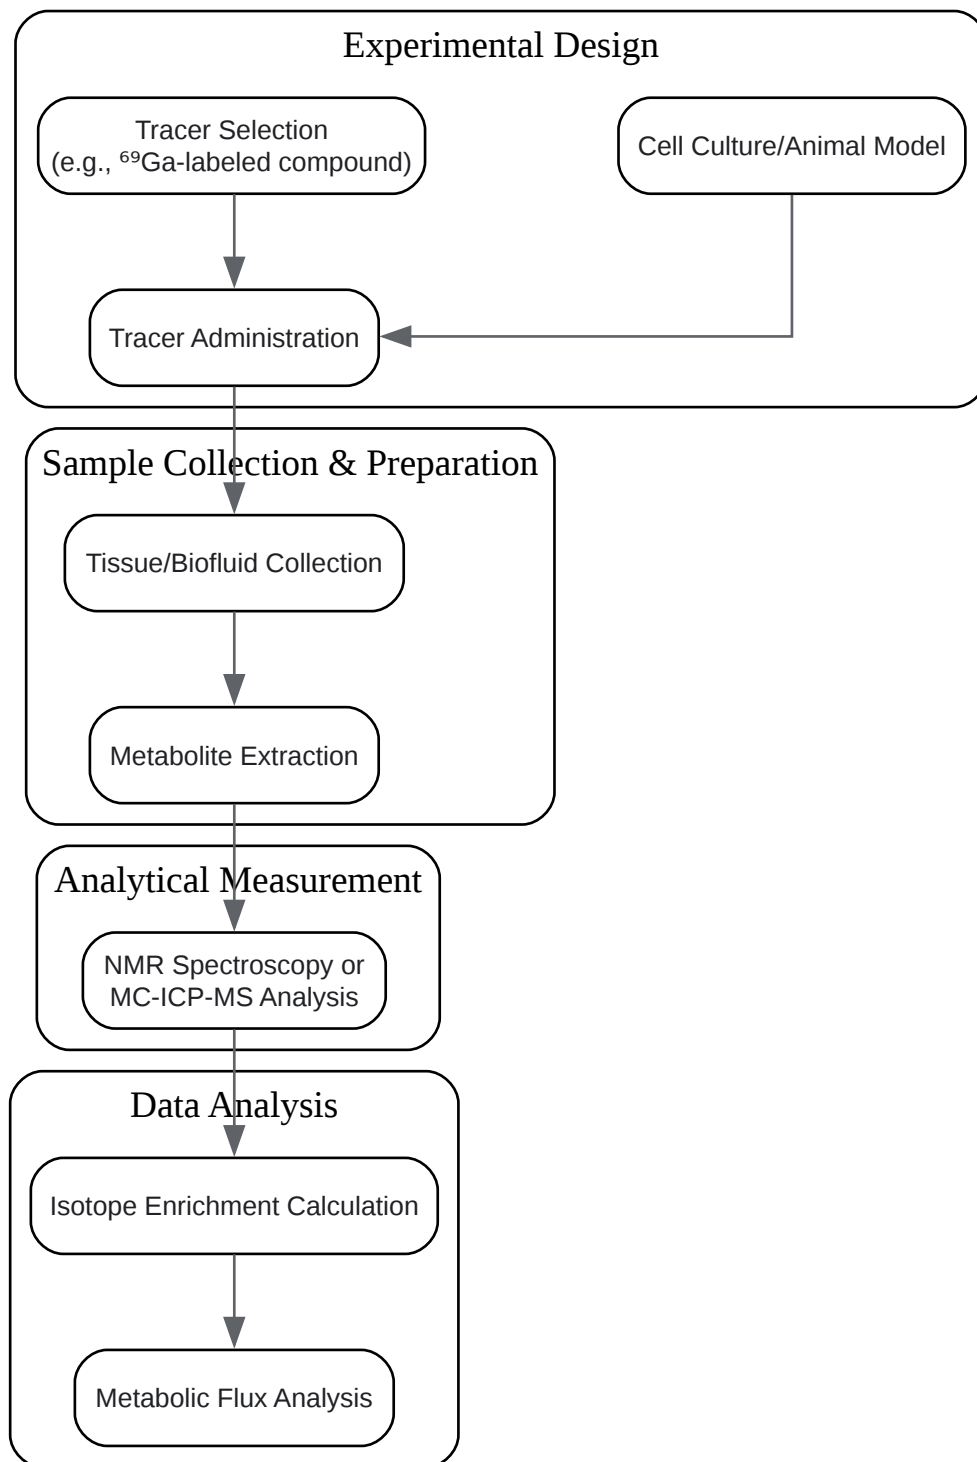 Experimental Design
Tracer Selection
(e.g., ⁶⁹Ga-labeled compound)
Cell Culture/Animal Model
Tracer Administration
Sample Collection & Preparation
Tissue/Biofluid Collection
Metabolite Extraction
Analytical Measurement
NMR Spectroscopy or
MC-ICP-MS Analysis
Data Analysis
Isotope Enrichment Calculation
Metabolic Flux Analysis